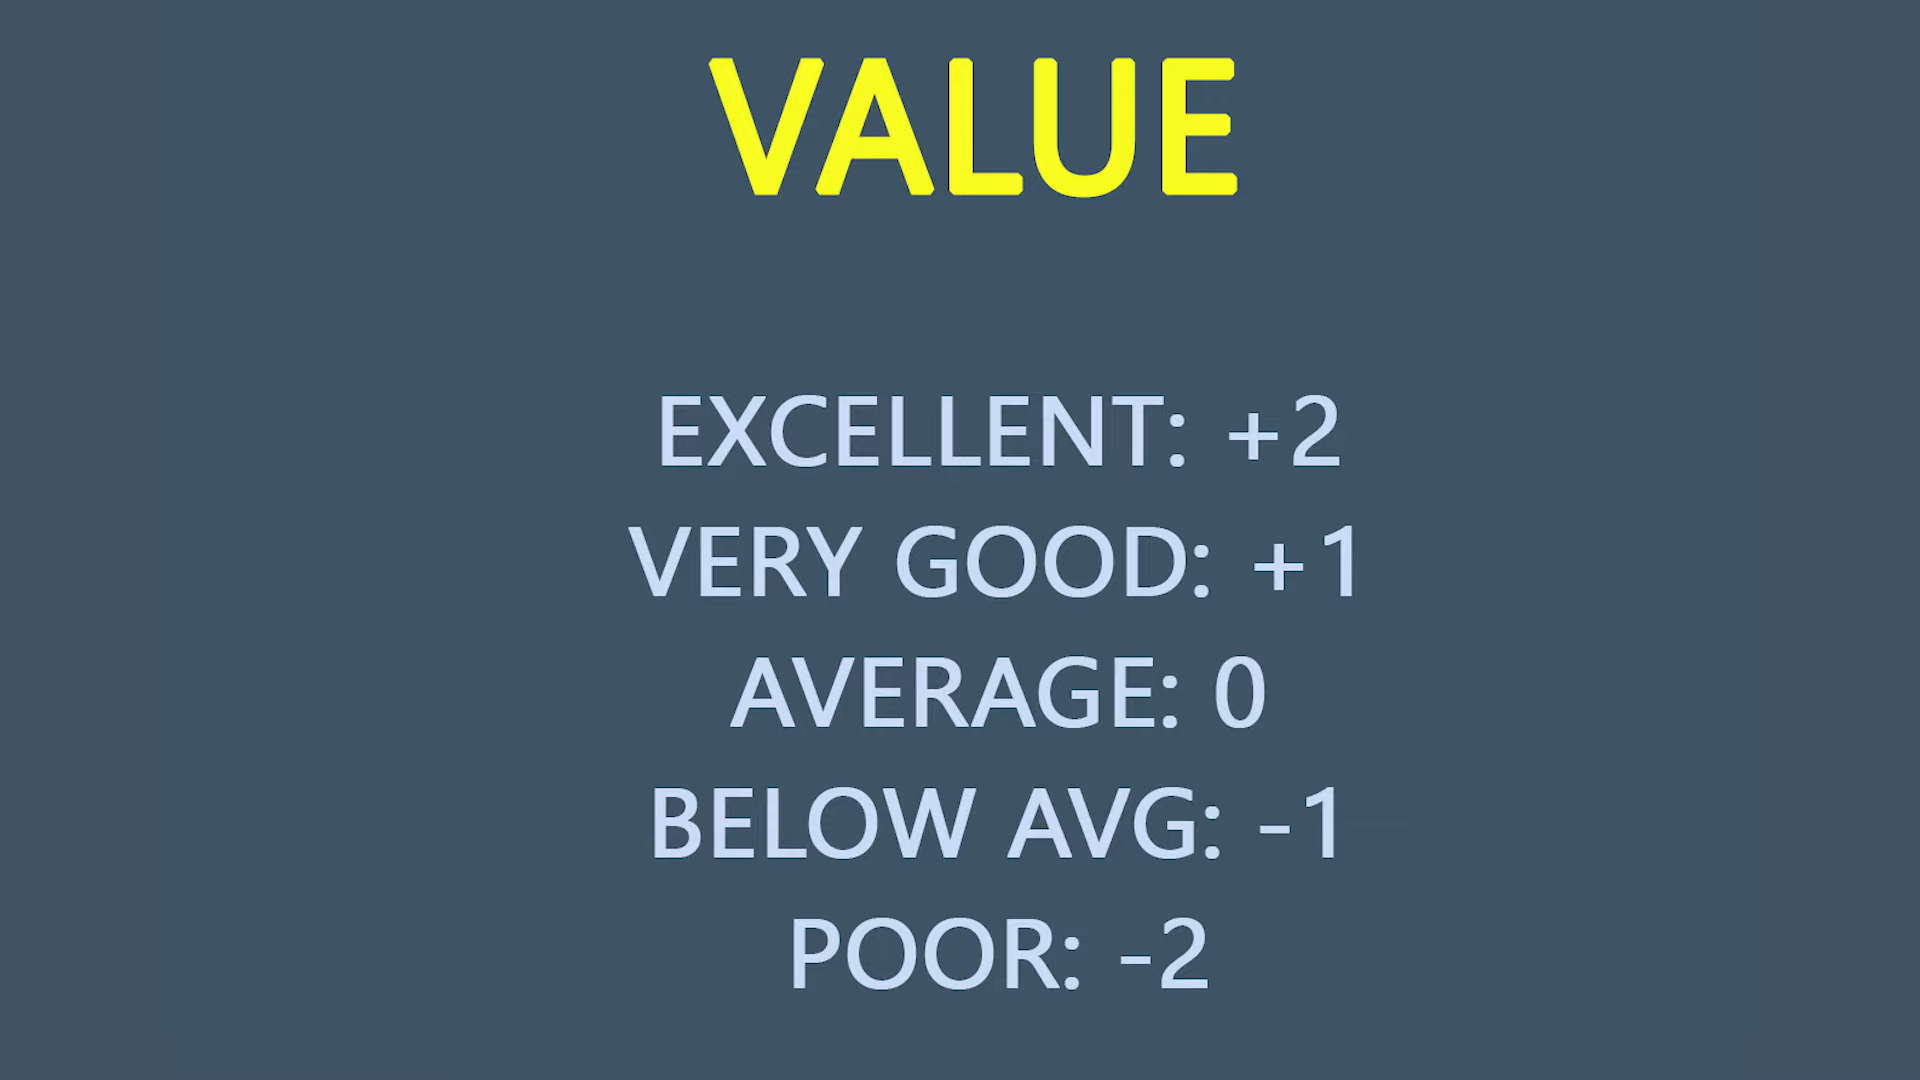 VALUE
EXCELLENT: +2
VERY GOOD: +1
AVERAGE: 0
BELOW AVG: -1
POOR: -2